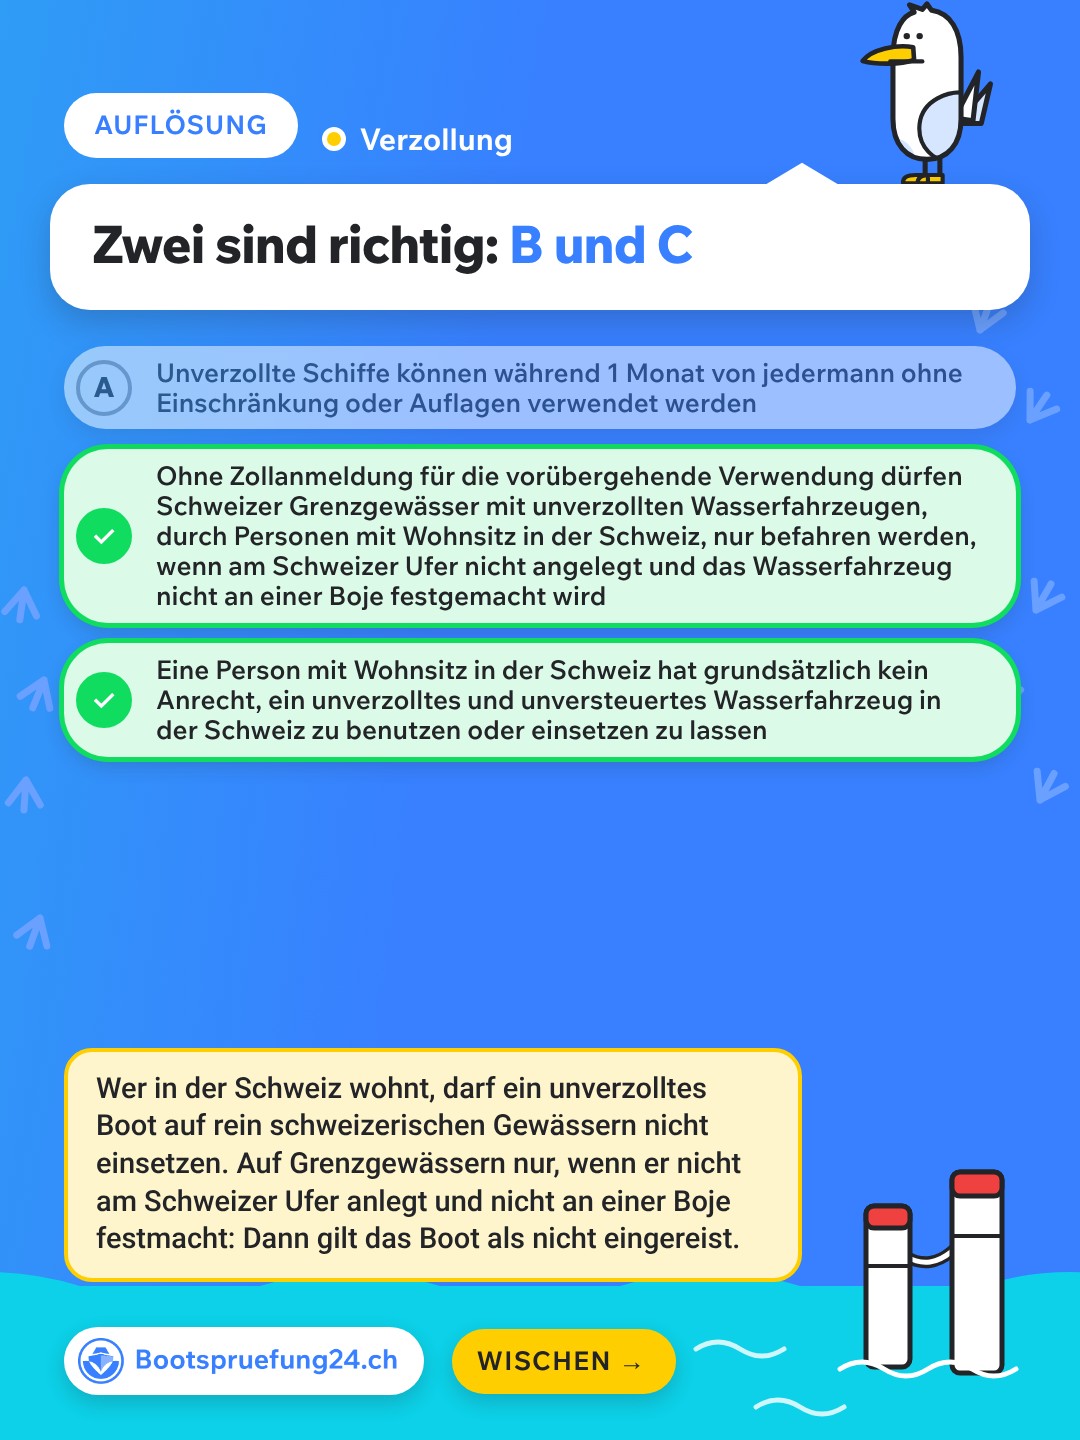 AUFLÖSUNG
Verzollung
Zwei sind richtig: B und C
A
Unverzollte Schiffe können während 1 Monat von jedermann ohne
Einschränkung oder Auflagen verwendet werden
Ohne Zollanmeldung für die vorübergehende Verwendung dürfen
Schweizer Grenzgewässer mit unverzollten Wasserfahrzeugen,
durch Personen mit Wohnsitz in der Schweiz, nur befahren werden,
wenn am Schweizer Ufer nicht angelegt und das Wasserfahrzeug
nicht an einer Boje festgemacht wird
Eine Person mit Wohnsitz in der Schweiz hat grundsätzlich kein
Anrecht, ein unverzolltes und unversteuertes Wasserfahrzeug in
der Schweiz zu benutzen oder einsetzen zu lassen
Wer in der Schweiz wohnt, darf ein unverzolltes
Boot auf rein schweizerischen Gewässern nicht
einsetzen. Auf Grenzgewässern nur, wenn er nicht
am Schweizer Ufer anlegt und nicht an einer Boje
festmacht: Dann gilt das Boot als nicht eingereist.
Bootspruefung24.ch
WISCHEN →